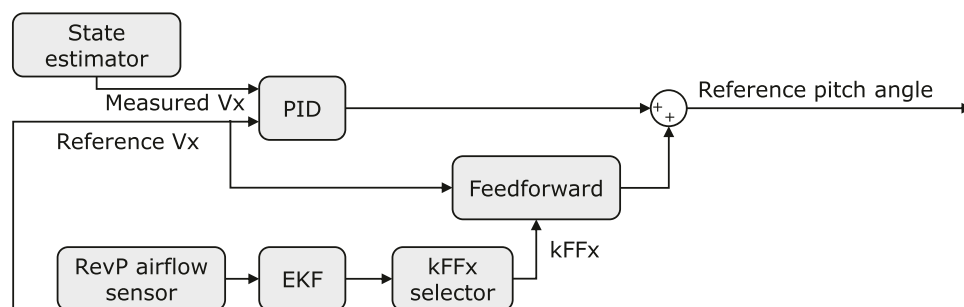 State
estimator
Measured Vx
PID
Reference Vx
+
+
Reference pitch angle
Feedforward
kFFx
RevP airflow
sensor
EKF
kFFx
selector